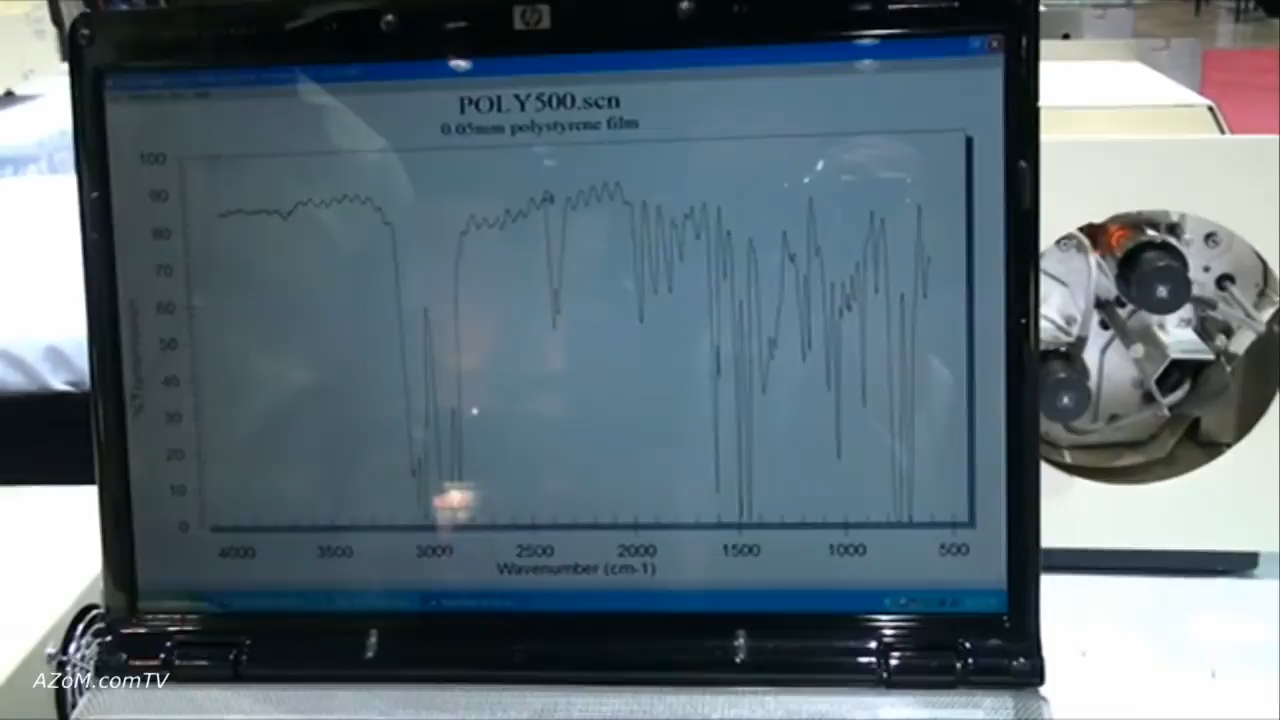 hp
POLY500.scn
0.05mm polystyrene film
100
90
80
70
60
50
40
30
20
10
0
%Transmission
4000 3500 3000 2500 2000 1500 1000 500
Wavenumber (cm-1)
AZoM.comTV